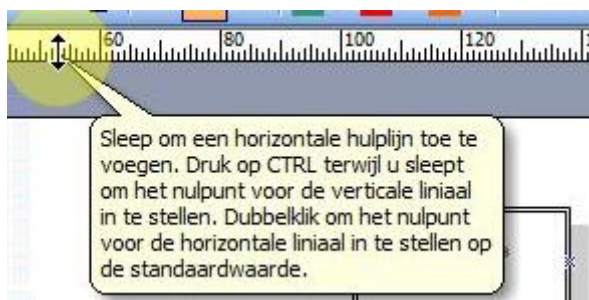 60 80 100 120
Sleep om een horizontale hulplijn toe te
voegen. Druk op CTRL terwijl u sleept
om het nulpunt voor de verticale liniaal
in te stellen. Dubbelklik om het nulpunt
voor de horizontale liniaal in te stellen op
de standaardwaarde.